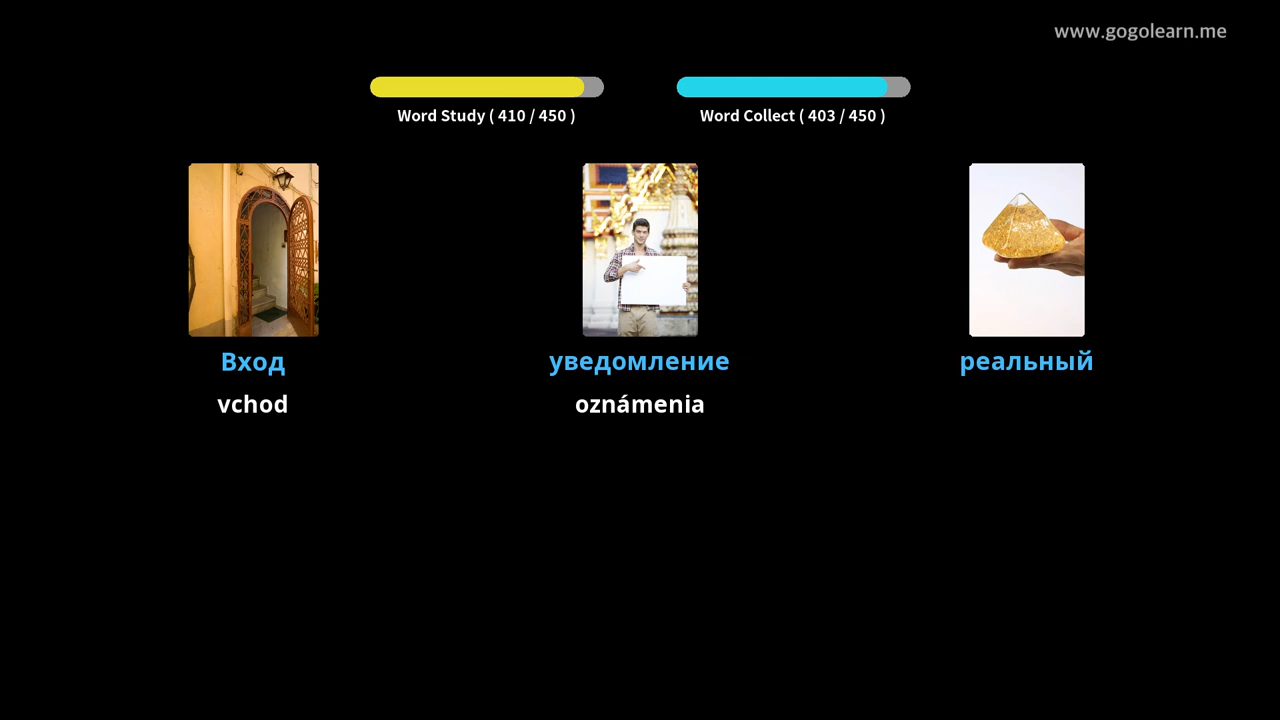 www.gogolearn.me
Word Study ( 410 / 450 )
Word Collect ( 403 / 450 )
Вход
уведомление
реальный
vchod
oznámenia